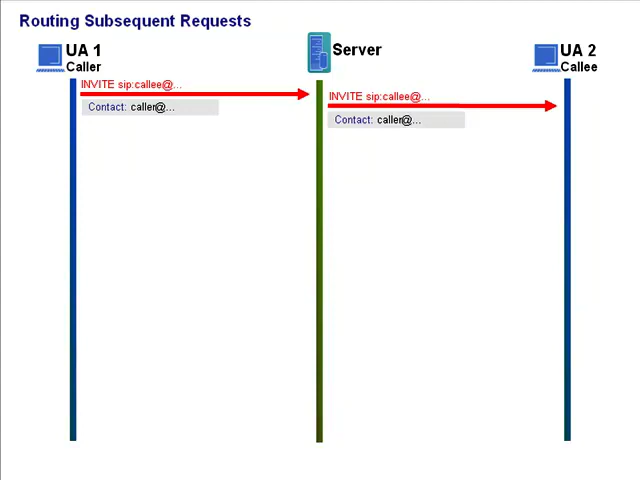 Routing Subsequent Requests
UA 1
Caller
Server
UA 2
Callee
INVITE sip:callee@...
Contact: caller@...
INVITE sip:callee@...
Contact: caller@...